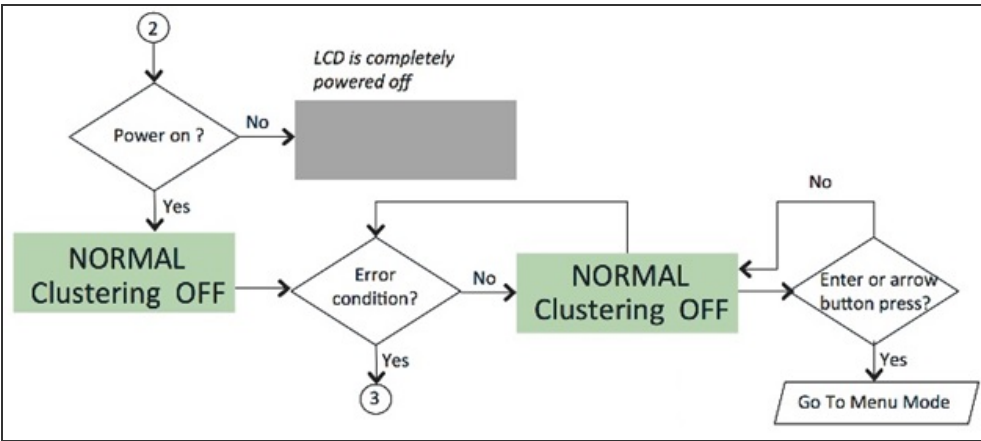 2
LCD is completely
powered off
Power on ?
No
Yes
NORMAL
Clustering OFF
Error
condition?
No
Yes
3
NORMAL
Clustering OFF
No
Enter or arrow
button press?
Yes
Go To Menu Mode